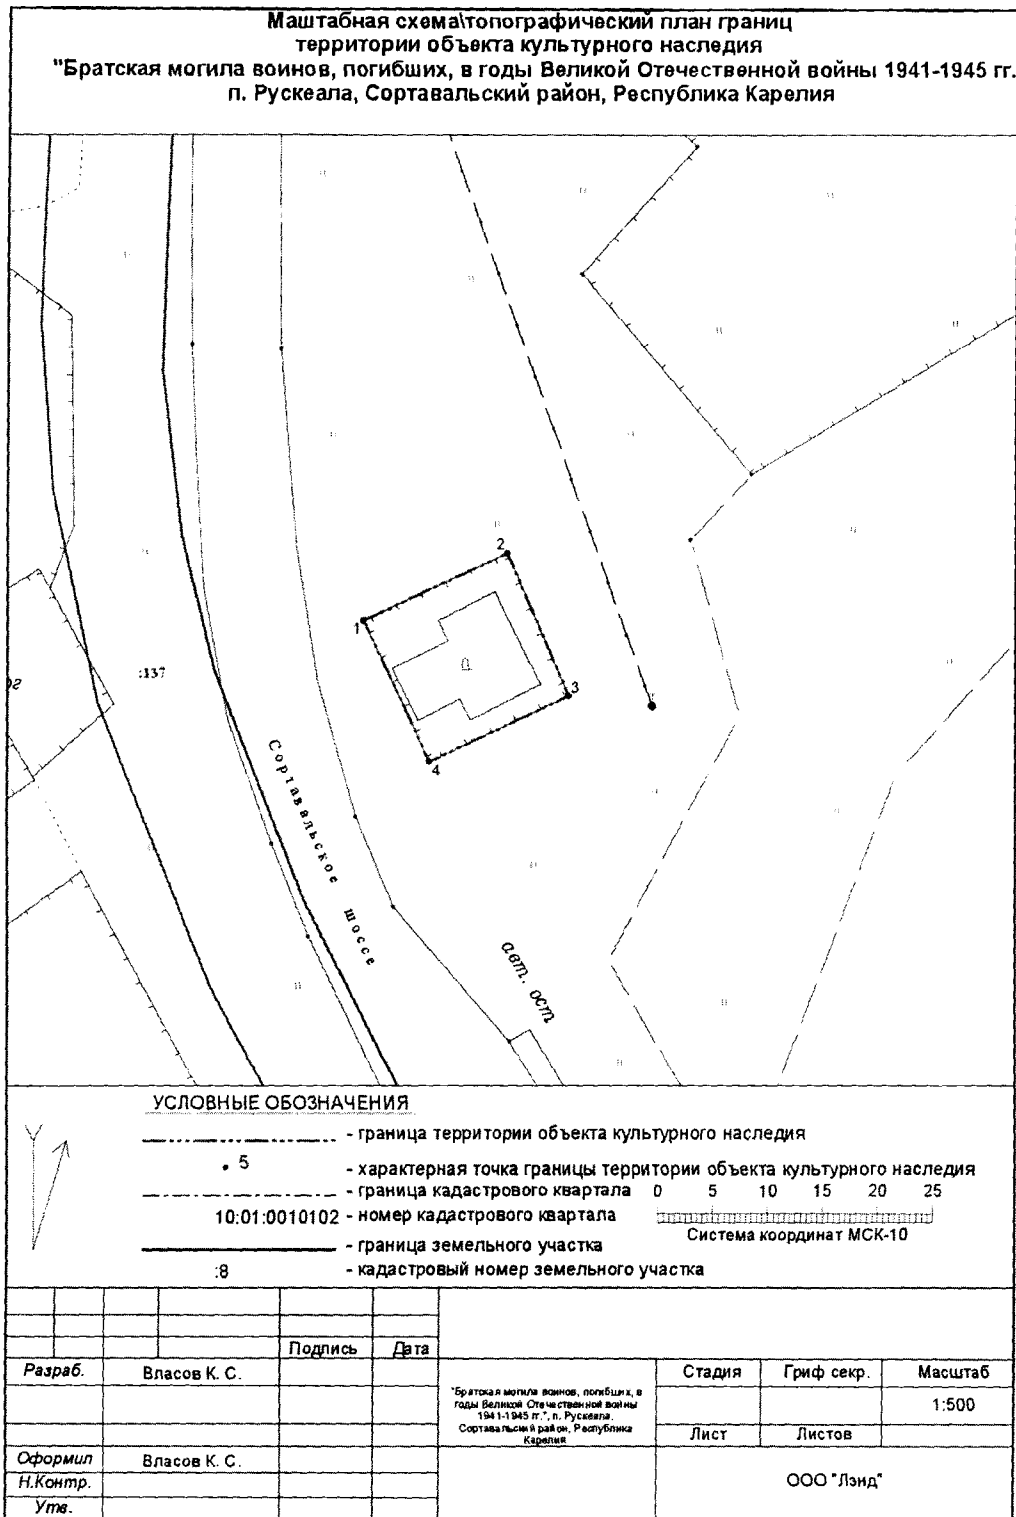 Маштабная схема\топографический план границ
территории объекта культурного наследия
"Братская могила воинов, погибших, в годы Великой Отечественной войны 1941-1945 гг.
п. Рускеала, Сортавальский район, Республика Карелия
2
1
3
4
:137
Сортавальское шоссе
авт. ост
УСЛОВНЫЕ ОБОЗНАЧЕНИЯ
- граница территории объекта культурного наследия
5 - характерная точка границы территории объекта культурного наследия
- граница кадастрового квартала 0 5 10 15 20 25
10:01:0010102 - номер кадастрового квартала
Система координат МСК-10
- граница земельного участка
:8 - кадастровый номер земельного участка
Подпись Дата
Разраб. Власов К. С.
Стадия Гриф секр. Масштаб
"Братская могила воинов, погибших, в
годы Великой Отечественной войны
1941-1945 гг.", п. Рускеала,
Сортавальский район, Республика
Карелия
1:500
Лист Листов
Оформил Власов К. С.
Н.Контр.
Утв.
ООО "Лэнд"